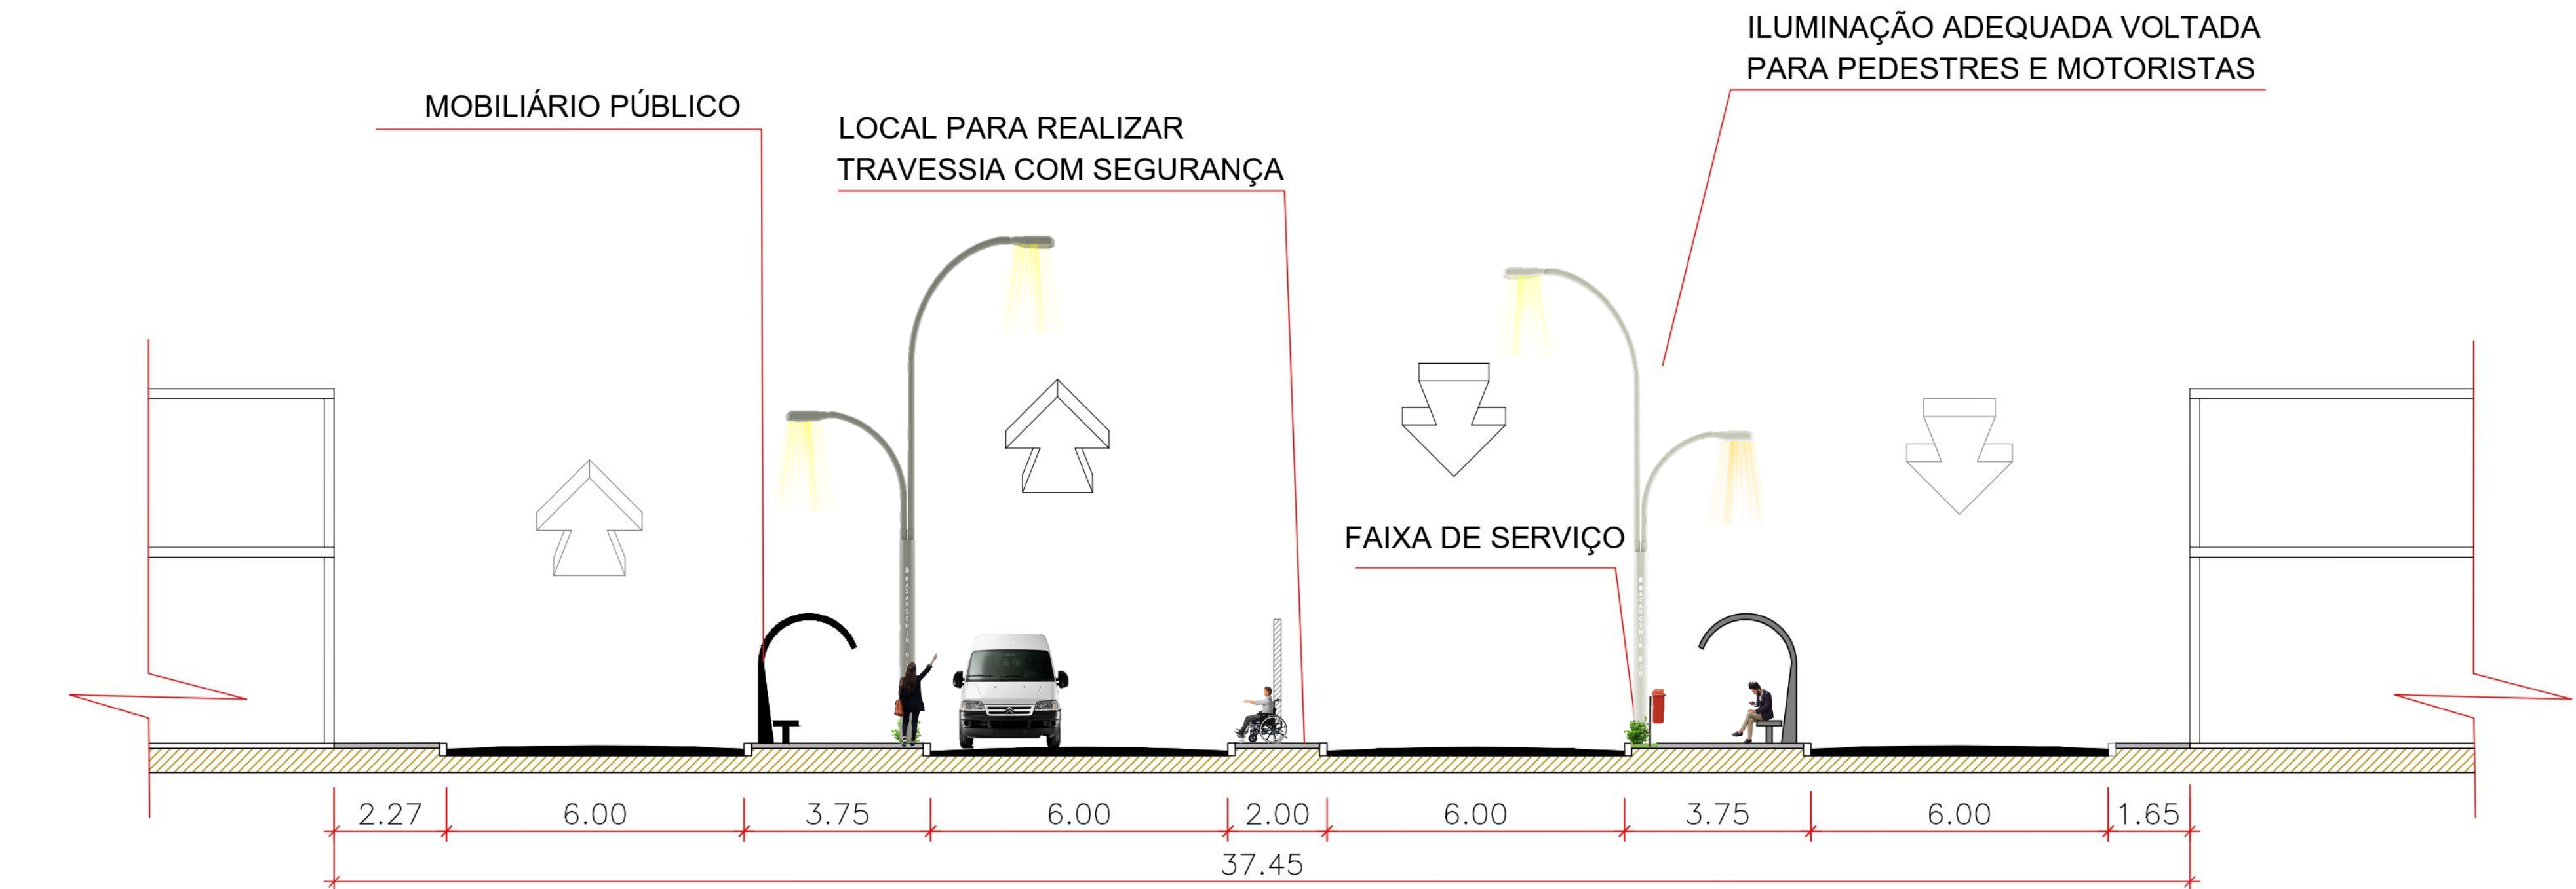 ILUMINAÇÃO ADEQUADA VOLTADA
PARA PEDESTRES E MOTORISTAS
MOBILIÁRIO PÚBLICO
LOCAL PARA REALIZAR
TRAVESSIA COM SEGURANÇA
FAIXA DE SERVIÇO
2.27 6.00 3.75 6.00 2.00 6.00 3.75 6.00 1.65
37.45